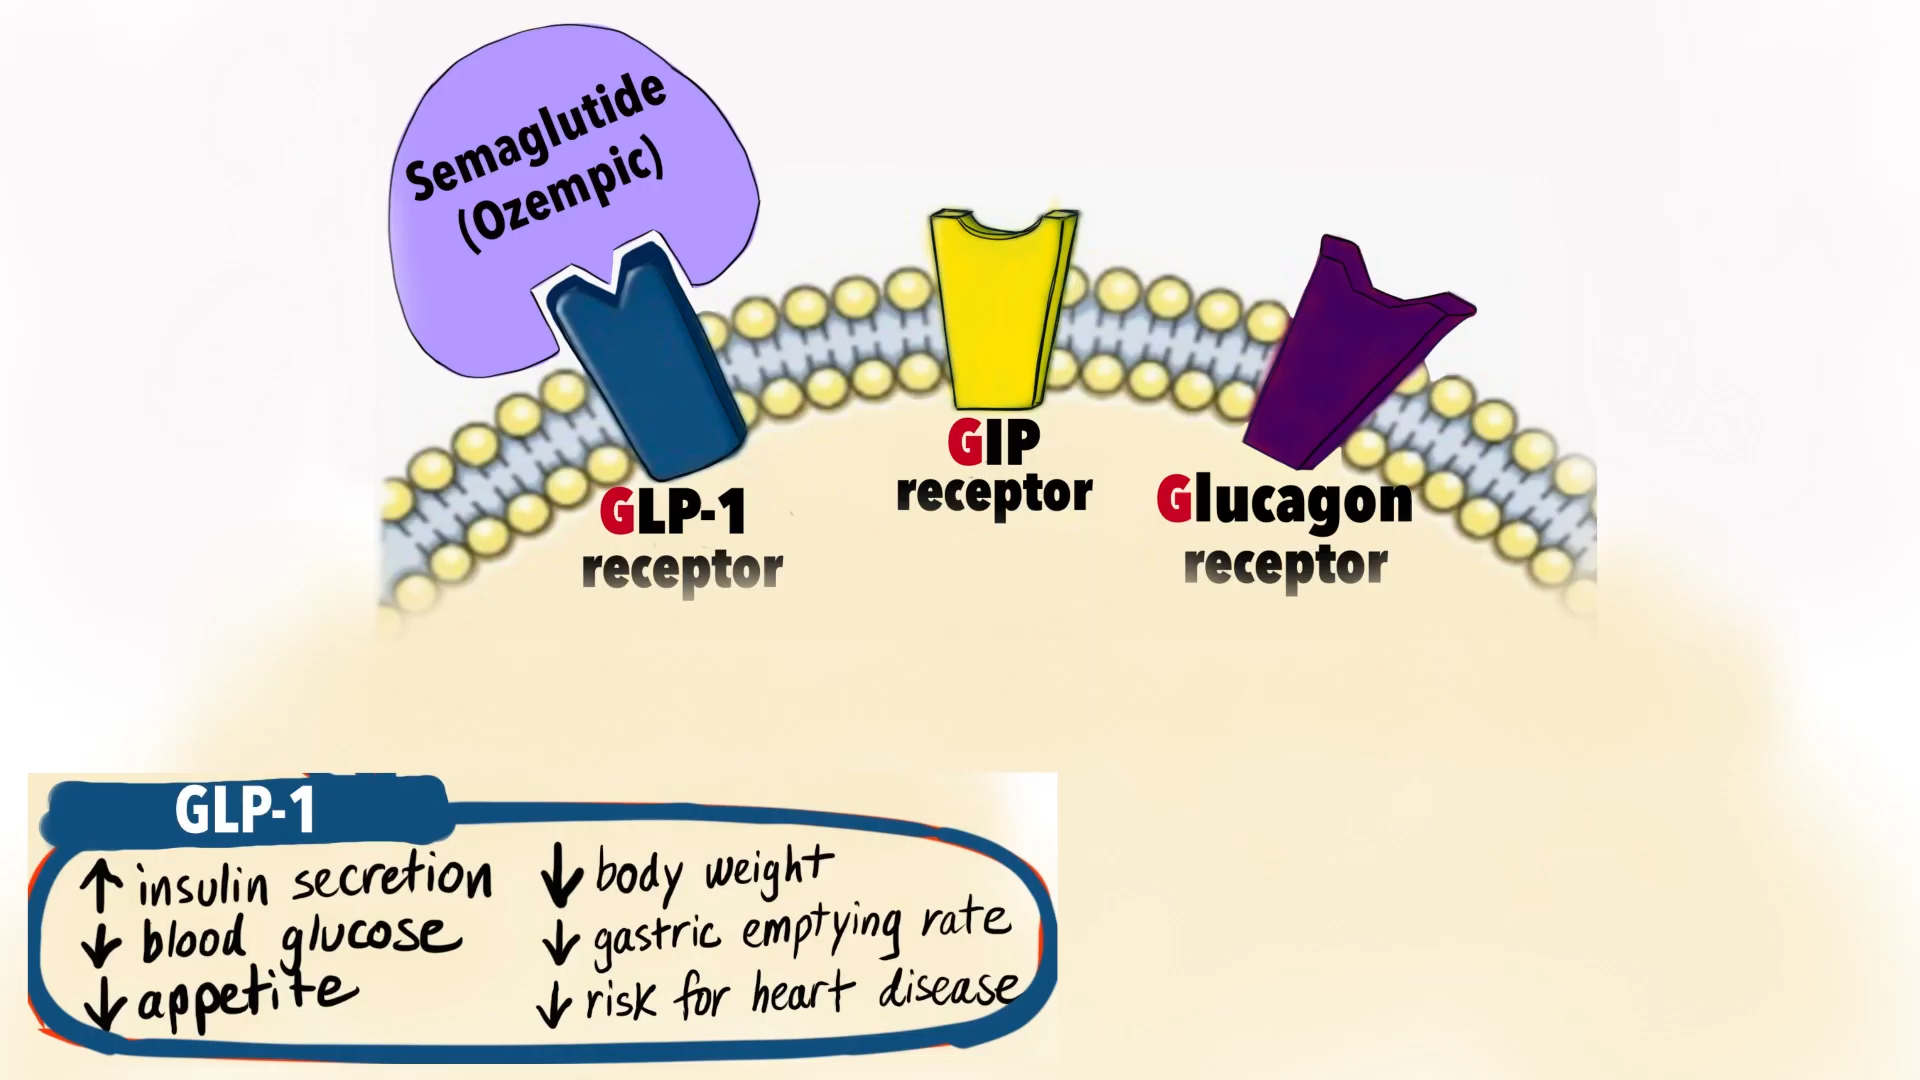 Semaglutide
(Ozempic)
GIP
receptor
Glucagon
receptor
GLP-1
receptor
GLP-1
↑ insulin secretion
↓ blood glucose
↓ appetite
↓ body weight
↓ gastric emptying rate
↓ risk for heart disease